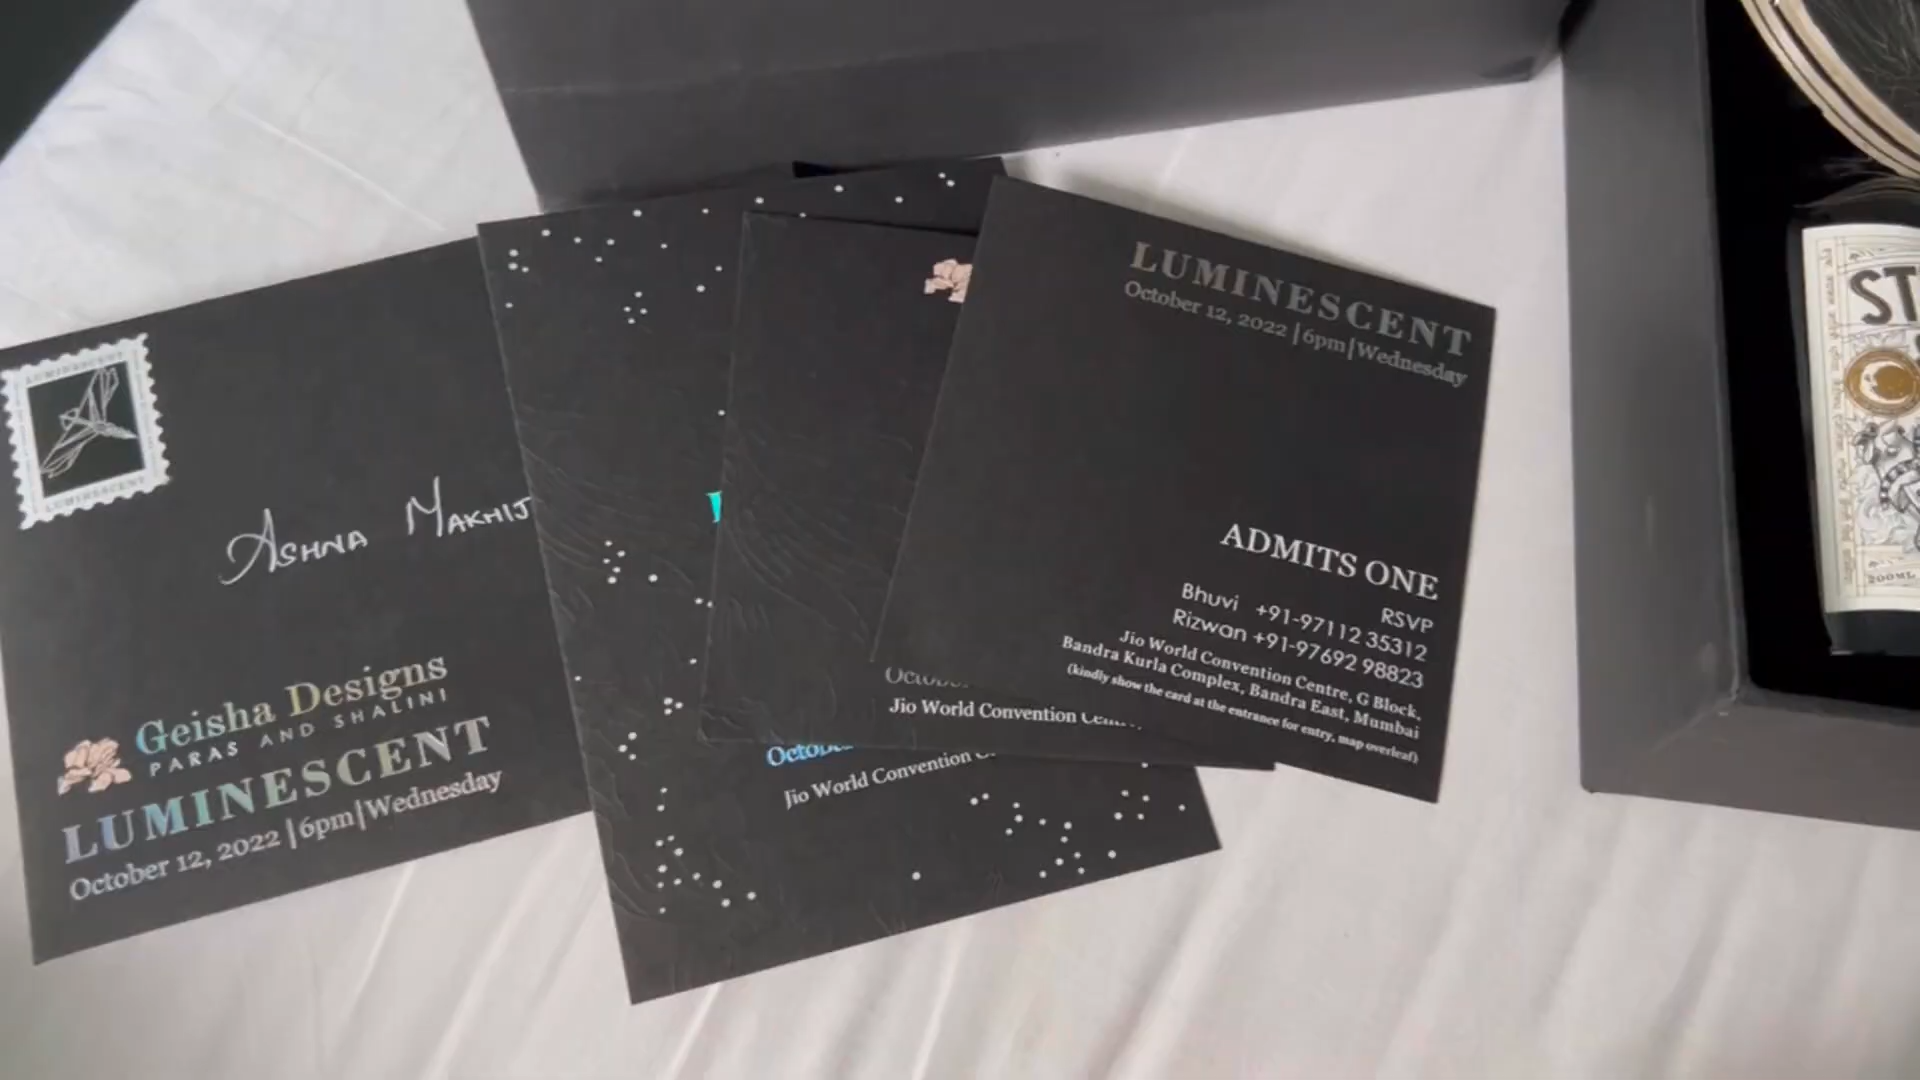 LUMINESCENT
LUMINESCENT
ASHNA
Geisha Designs
PARAS AND SHALINI
LUMINESCENT
October 12, 2022 | 6pm | Wednesday
Jio World Convention
Jio World Convention
LUMINESCENT
October 12, 2022 | 6pm | Wednesday
ADMITS ONE
RSVP
Bhuvi +91-97112 35312
Rizwan +91-97692 98823
Jio World Convention Centre, G Block,
Bandra Kurla Complex, Bandra East, Mumbai
(kindly show the card at the entrance for entry, map overleaf)
200ML